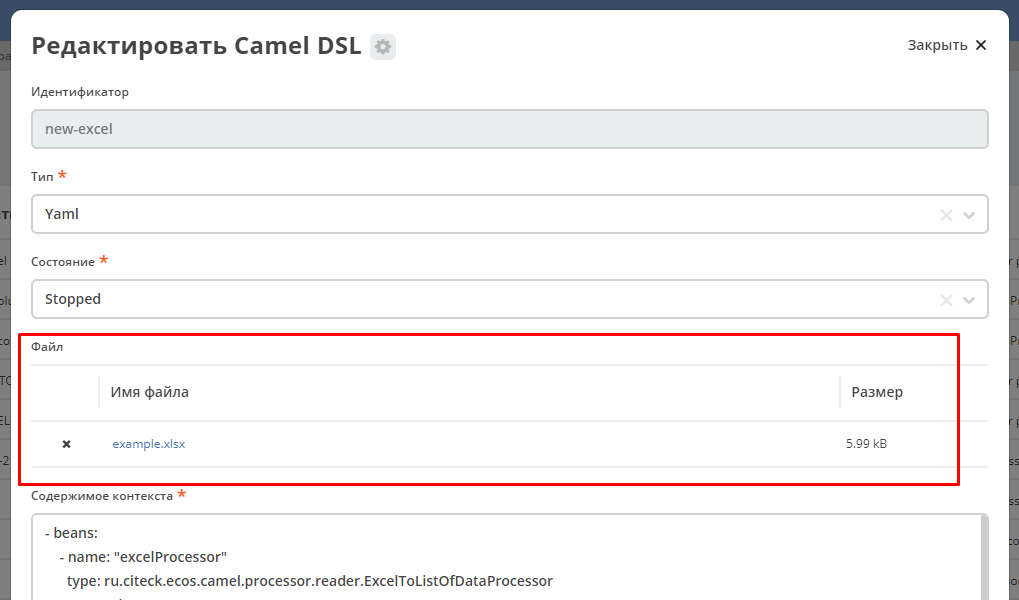 Редактировать Camel DSL
Закрыть ✕
Идентификатор
new-excel
Тип *
Yaml
Состояние *
Stopped
Файл
Имя файла Размер
example.xlsx 5.99 kB
Содержимое контекста *
- beans:
- name: "excelProcessor"
type: ru.citeck.ecos.camel.processor.reader.ExcelToListOfDataProcessor